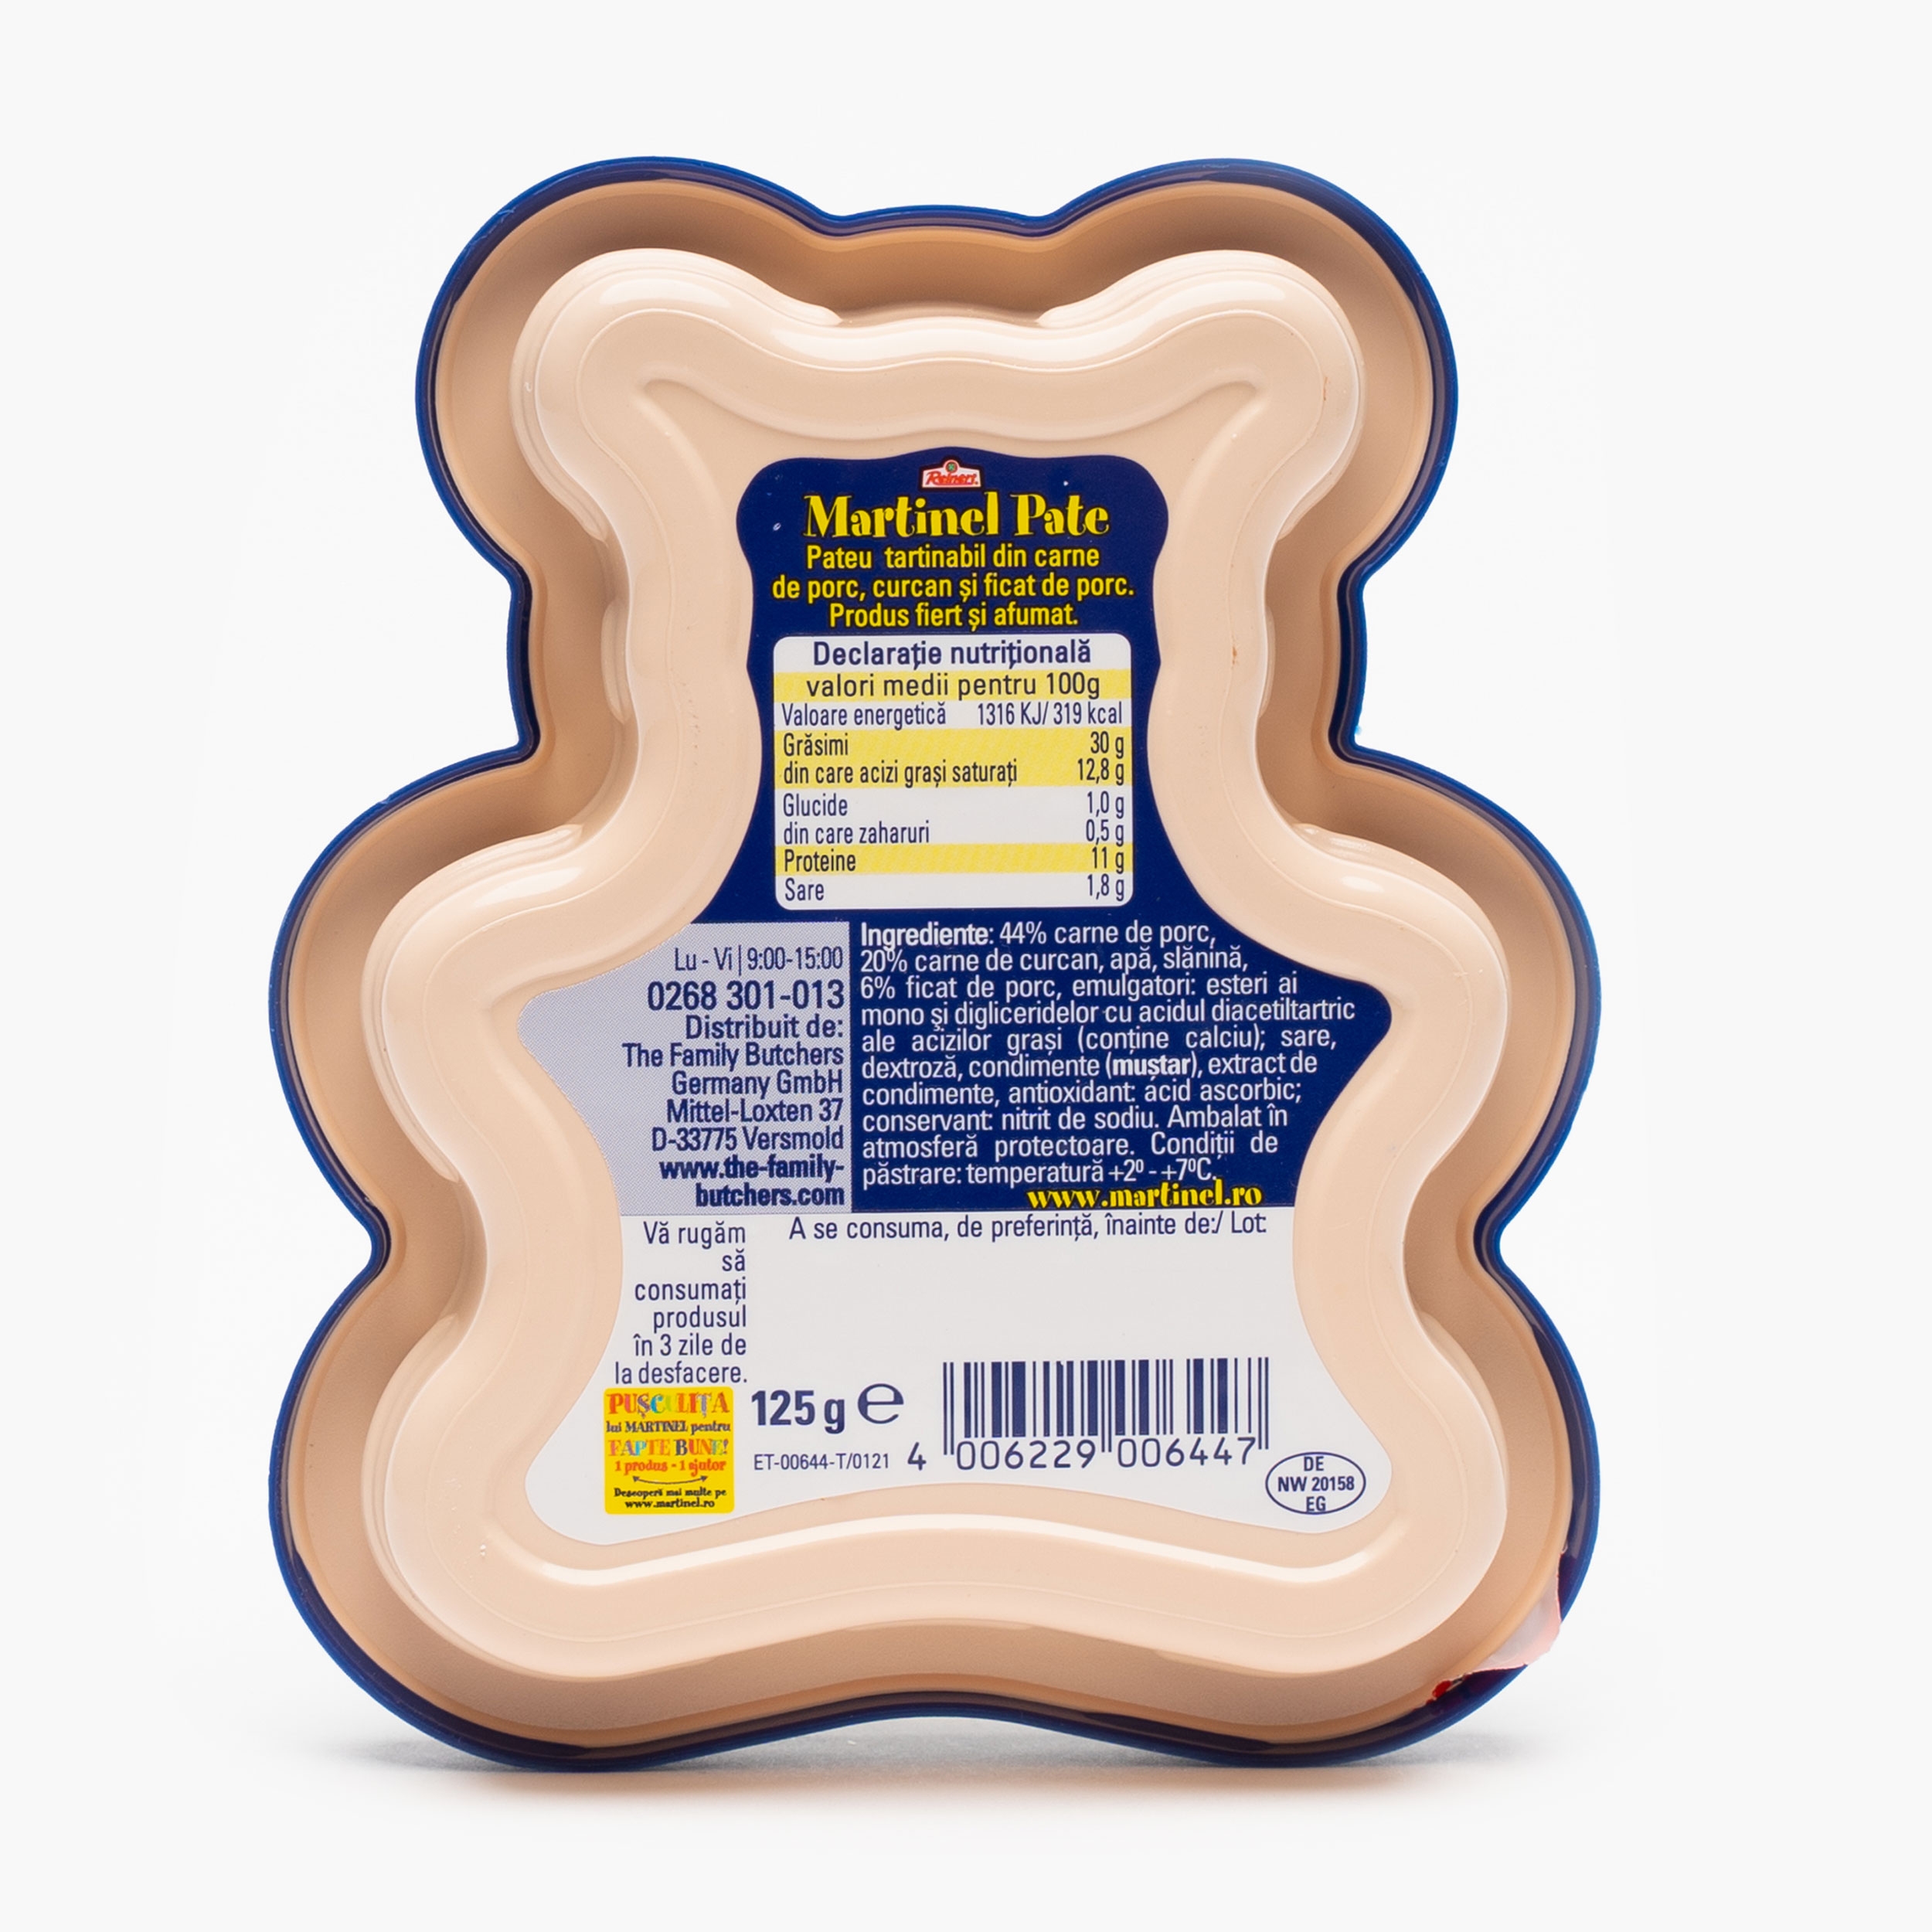 Reinert
Martinel Pate
Pateu tartinabil din carne
de porc, curcan și ficat de porc.
Produs fiert și afumat.
Declarație nutrițională
valori medii pentru 100g
Valoare energetică 1316 KJ/ 319 kcal
Grăsimi 30 g
din care acizi grași saturați 12,8 g
Glucide 1,0 g
din care zaharuri 0,5 g
Proteine 11 g
Sare 1,8 g
Lu - Vi | 9:00-15:00
0268 301-013
Distribuit de:
The Family Butchers
Germany GmbH
Mittel-Loxten 37
D-33775 Versmold
www.the-family-
butchers.com
Ingrediente: 44% carne de porc,
20% carne de curcan, apă, slănină,
6% ficat de porc, emulgatori: esteri ai
mono și digliceridelor cu acidul diacetiltartric
ale acizilor grași (conține calciu); sare,
dextroză, condimente (muștar), extract de
condimente, antioxidant: acid ascorbic;
conservant: nitrit de sodiu. Ambalat în
atmosferă protectoare. Condiții de
păstrare: temperatură +2º - +7ºC.
www.martinel.ro
Vă rugăm
să
consumați
produsul
în 3 zile de
la desfacere.
A se consuma, de preferință, înainte de:/ Lot:
PUȘCULIȚA
lui MARTINEL pentru
FAPTE BUNE!
1 produs - 1 ajutor
Descoperă mai multe pe
www.martinel.ro
125 g e
ET-00644-T/0121
4 006229 006447
DE
NW 20158
EG